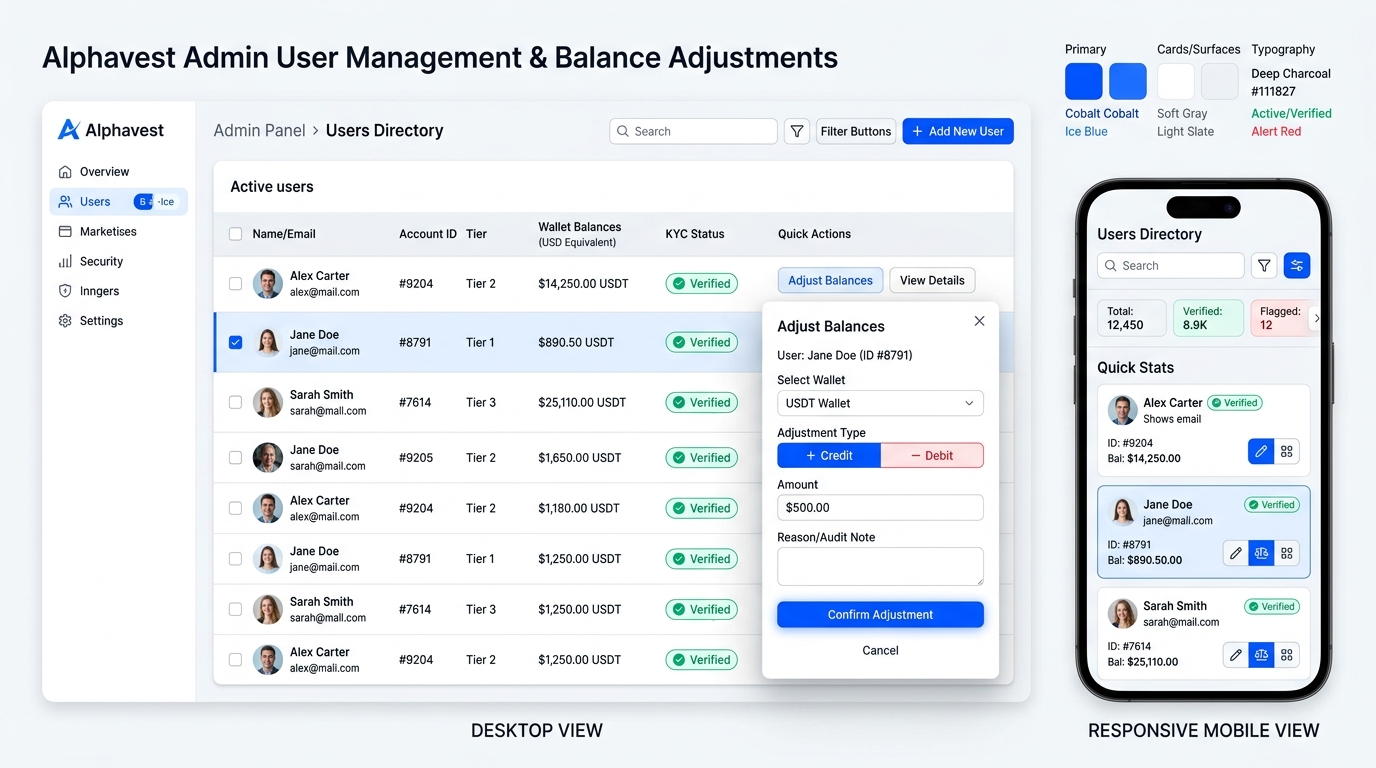 Alphavest Admin User Management & Balance Adjustments
Primary
Cobalt Cobalt
Ice Blue
Cards/Surfaces
Soft Gray
Light Slate
Typography
Deep Charcoal
#111827
Active/Verified
Alert Red
Alphavest
Overview
Users
-Ice
Marketises
Security
Inngers
Settings
Admin Panel > Users Directory
Search
Filter Buttons
+ Add New User
Active users
Name/Email Account ID Tier Wallet Balances (USD Equivalent) KYC Status Quick Actions
Alex Carter
alex@mail.com
#9204 Tier 2 $14,250.00 USDT Verified Adjust Balances View Details
Jane Doe
jane@mail.com
#8791 Tier 1 $890.50 USDT Verified
Sarah Smith
sarah@mall.com
#7614 Tier 3 $25,110.00 USDT Verified
Jane Doe
sarah@mail.com
#9205 Tier 2 $1,650.00 USDT Verified
Alex Carter
alex@mail.com
#9204 Tier 2 $1,180.00 USDT Verified
Jane Doe
jane@mail.com
#8791 Tier 1 $1,250.00 USDT Verified
Sarah Smith
sarah@mail.com
#7614 Tier 3 $1,250.00 USDT Verified
Alex Carter
alex@mali.com
#9204 Tier 2 $1,250.00 USDT Verified
Adjust Balances
User: Jane Doe (ID #8791)
Select Wallet
USDT Wallet
Adjustment Type
+ Credit
− Debit
Amount
$500.00
Reason/Audit Note
Confirm Adjustment
Cancel
DESKTOP VIEW
Users Directory
Search
Total:
12,450
Verified:
8.9K
Flagged:
12
Quick Stats
Alex Carter Verified
Shows email
ID: #9204
Bal: $14,250.00
Jane Doe Verified
jane@mali.com
ID: #8791
Bal: $890.50.00
Sarah Smith Verified
sarah@mail.com
ID: #7614
Bal: $25,110.00
RESPONSIVE MOBILE VIEW